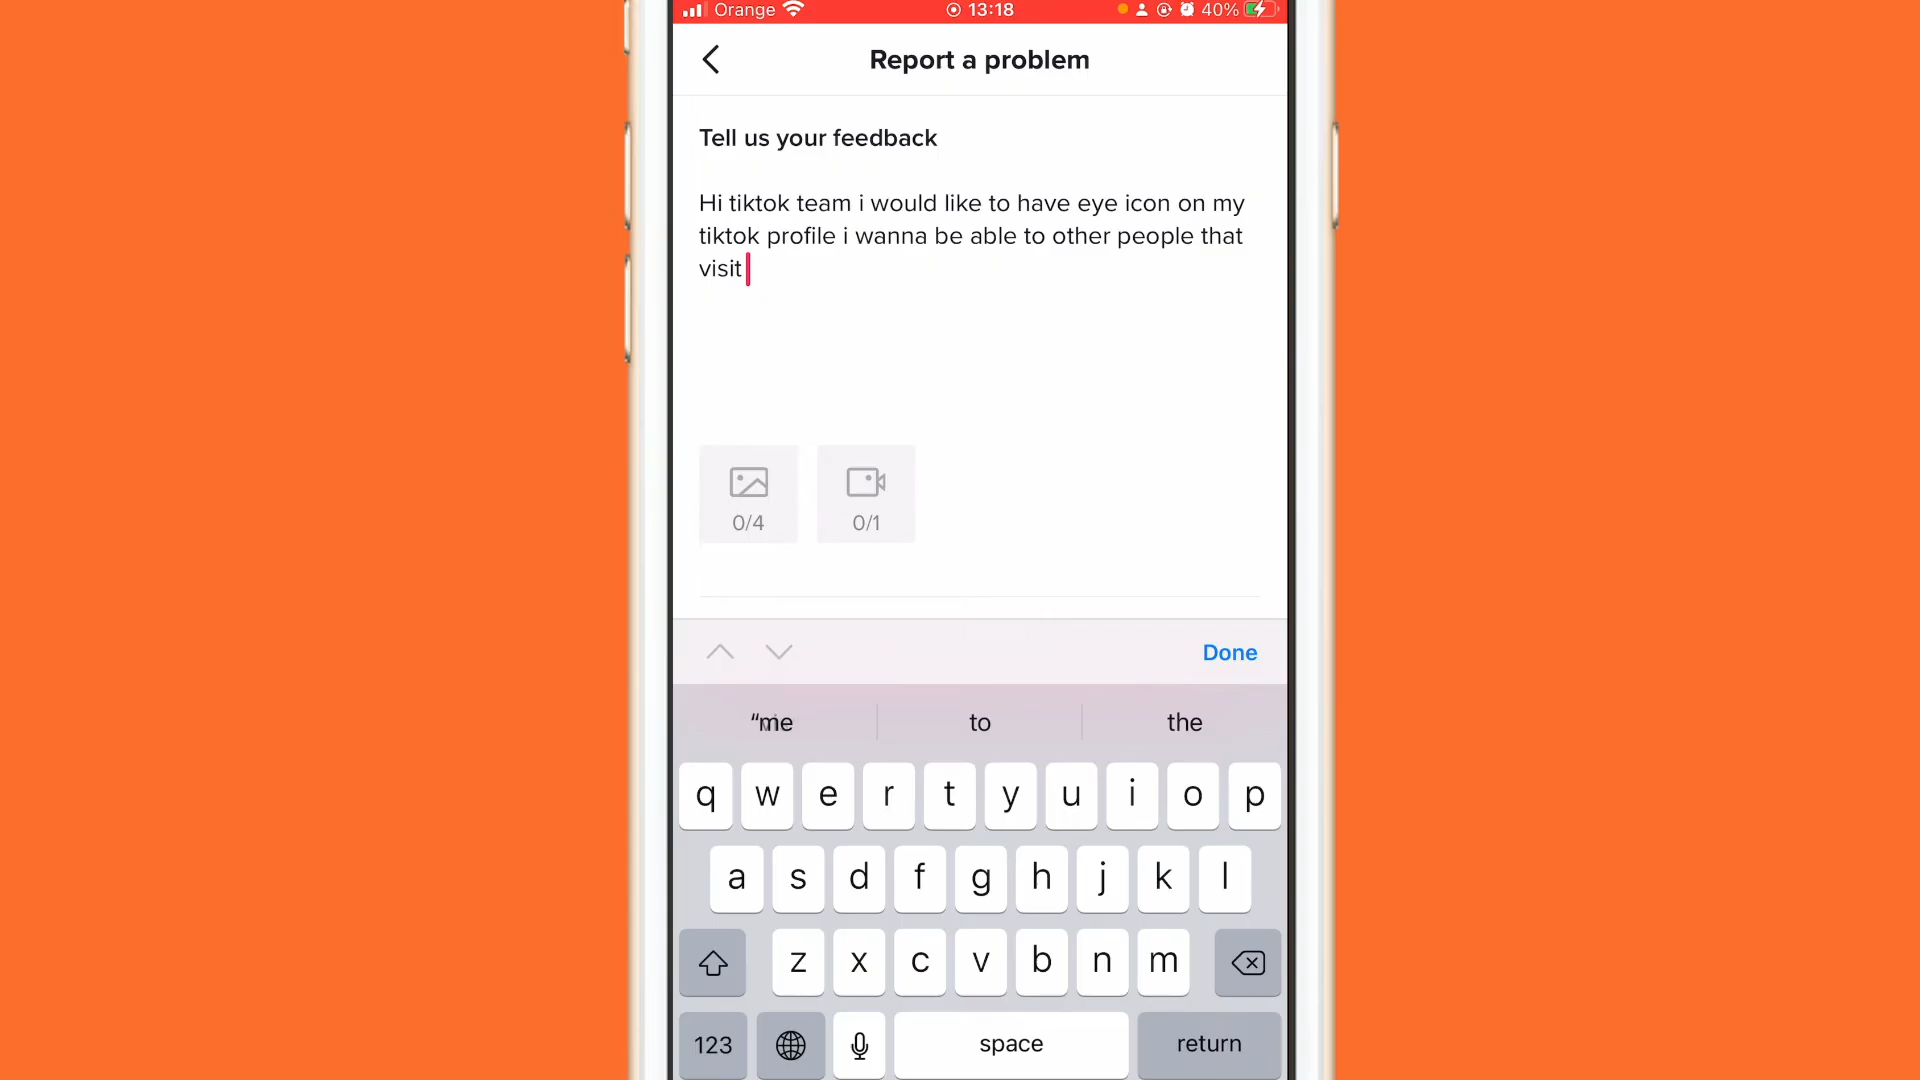 Orange 13:18 40%
Report a problem
Tell us your feedback
Hi tiktok team i would like to have eye icon on my
tiktok profile i wanna be able to other people that
visit
0/4 0/1
Done
“me to the
q w e r t y u i o p
a s d f g h j k l
z x c v b n m
123 space return